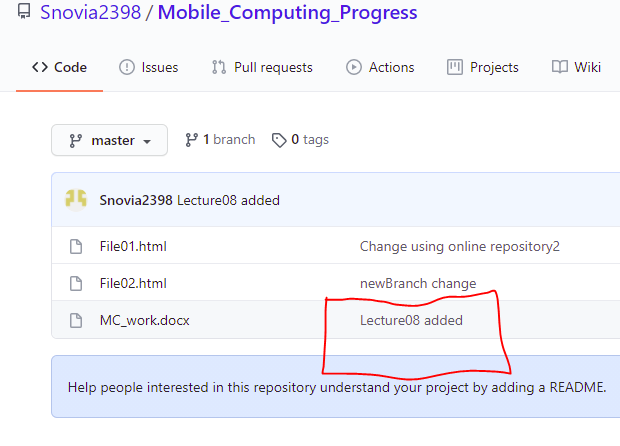 Snovia2398 / Mobile_Computing_Progress
Code Issues Pull requests Actions Projects Wiki
master 1 branch 0 tags
Snovia2398 Lecture08 added
File01.html Change using online repository2
File02.html newBranch change
MC_work.docx Lecture08 added
Help people interested in this repository understand your project by adding a README.